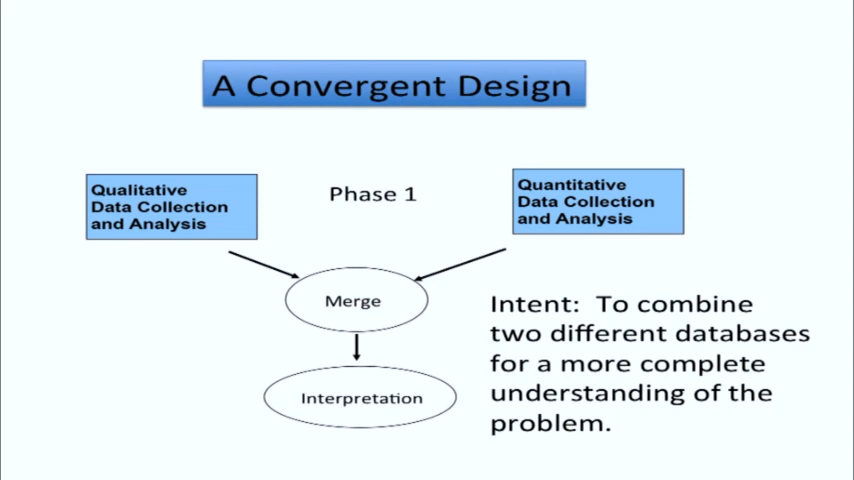 A Convergent Design
Qualitative
Data Collection
and Analysis
Phase 1
Quantitative
Data Collection
and Analysis
Merge
Interpretation
Intent: To combine
two different databases
for a more complete
understanding of the
problem.